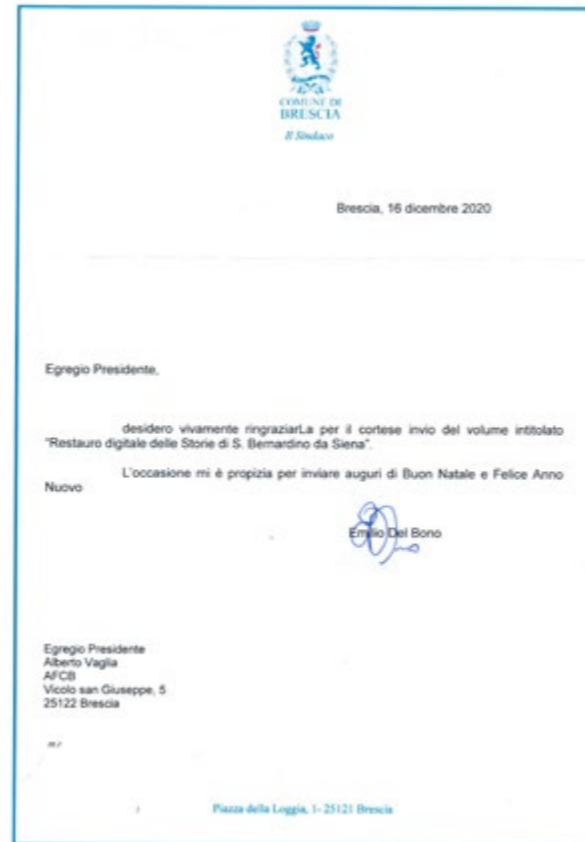 COMUNE DI
BRESCIA
Il Sindaco
Brescia, 16 dicembre 2020
Egregio Presidente,
desidero vivamente ringraziarLa per il cortese invio del volume intitolato
"Restauro digitale delle Storie di S. Bernardino da Siena".
L'occasione mi è propizia per inviare auguri di Buon Natale e Felice Anno
Nuovo
Emilio Del Bono
Egregio Presidente
Alberto Vaglia
AFCB
Vicolo san Giuseppe, 5
25122 Brescia
Piazza della Loggia, 1- 25121 Brescia